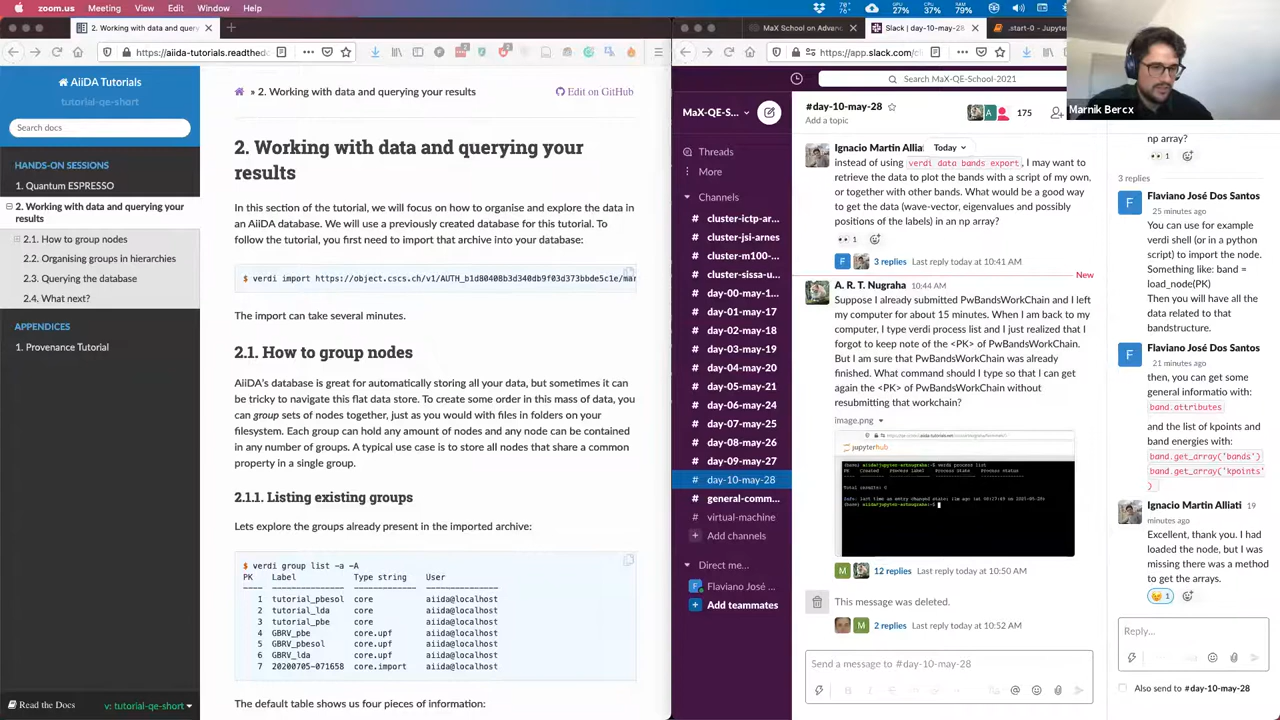 zoom.us Meeting View Edit Window Help
2. Working with data and query
MaX School on Advanc
Slack | day-10-may-28
.start-0 - Jupyte
https://aiida-tutorials.readthedo
https://app.slack.com/cl
Marnik Bercx
AiiDA Tutorials
tutorial-qe-short
Search docs
HANDS-ON SESSIONS
1. Quantum ESPRESSO
2. Working with data and querying your
results
2.1. How to group nodes
2.2. Organising groups in hierarchies
2.3. Querying the database
2.4. What next?
APPENDICES
1. Provenance Tutorial
Read the Docs
v: tutorial-qe-short
» 2. Working with data and querying your results
Edit on GitHub
2. Working with data and querying your
results
In this section of the tutorial, we will focus on how to organise and explore the data in
an AiiDA database. We will use a previously created database for this tutorial. To
follow the tutorial, you first need to import that archive into your database:
$ verdi import https://object.cscs.ch/v1/AUTH_b1d80408b3d340db9f03d373bbde5c1e/mar
The import can take several minutes.
2.1. How to group nodes
AiiDA's database is great for automatically storing all your data, but sometimes it can
be tricky to navigate this flat data store. To create some order in this mass of data, you
can group sets of nodes together, just as you would with files in folders on your
filesystem. Each group can hold any amount of nodes and any node can be contained
in any number of groups. A typical use case is to store all nodes that share a common
property in a single group.
2.1.1. Listing existing groups
Lets explore the groups already present in the imported archive:
$ verdi group list -a -A
PK Label Type string User
1 tutorial_pbesol core aiida@localhost
2 tutorial_lda core aiida@localhost
3 tutorial_pbe core aiida@localhost
4 GBRV_pbe core.upf aiida@localhost
5 GBRV_pbesol core.upf aiida@localhost
6 GBRV_lda core.upf aiida@localhost
7 20200705-071658 core.import aiida@localhost
The default table shows us four pieces of information:
Search MaX-QE-School-2021
MaX-QE-S...
Threads
More
Channels
# cluster-ictp-ar...
# cluster-jsi-arnes
# cluster-m100-...
# cluster-sissa-u...
# day-00-may-1...
# day-01-may-17
# day-02-may-18
# day-03-may-19
# day-04-may-20
# day-05-may-21
# day-06-may-24
# day-07-may-25
# day-08-may-26
# day-09-may-27
# day-10-may-28
# general-comm...
# virtual-machine
+ Add channels
Direct me...
Flaviano José ...
+ Add teammates
#day-10-may-28
Add a topic
175
Ignacio Martin Allia
Today
instead of using verdi data bands export, I may want to
retrieve the data to plot the bands with a script of my own,
or together with other bands. What would be a good way
to get the data (wave-vector, eigenvalues and possibly
positions of the labels) in an np array?
1
3 replies Last reply today at 10:41 AM
New
A. R. T. Nugraha 10:44 AM
Suppose I already submitted PwBandsWorkChain and I left
my computer for about 15 minutes. When I am back to my
computer, I type verdi process list and I just realized that I
forgot to keep note of the <PK> of PwBandsWorkChain.
But I am sure that PwBandsWorkChain was already
finished. What command should I type so that I can get
again the <PK> of PwBandsWorkChain without
resubmitting that workchain?
image.png
jupyterhub
12 replies Last reply today at 10:50 AM
This message was deleted.
2 replies Last reply today at 10:52 AM
Send a message to #day-10-may-28
np array?
1
3 replies
Flaviano José Dos Santos
25 minutes ago
You can use for example
verdi shell (or in a python
script) to import the node.
Something like: band =
load_node(PK)
Then you will have all the
data related to that
bandstructure.
Flaviano José Dos Santos
21 minutes ago
then, you can get some
general informatio with:
band.attributes
and the list of kpoints and
band energies with:
band.get_array('bands')
band.get_array('kpoints'
)
Ignacio Martin Alliati 19
minutes ago
Excellent, thank you. I had
loaded the node, but I was
missing there was a method
to get the arrays.
1
Reply...
Also send to #day-10-may-28